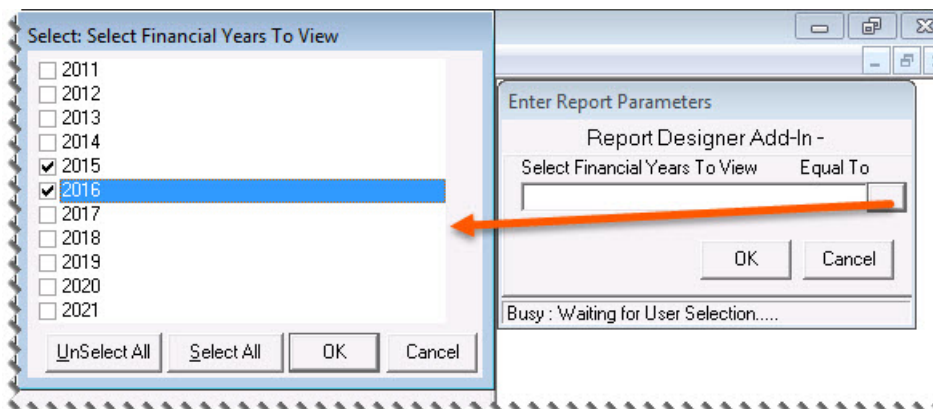 Select: Select Financial Years To View
2011
2012
2013
2014
2015
2016
2017
2018
2019
2020
2021
UnSelect All Select All OK Cancel
Enter Report Parameters
Report Designer Add-In -
Select Financial Years To View Equal To
OK Cancel
Busy : Waiting for User Selection.....